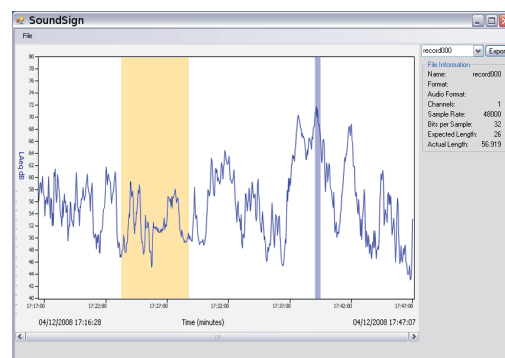 SoundSign
File
80
78
76
74
72
70
68
66
64
62
60
58
56
54
52
50
48
46
44
42
40
LAeq dB
17:12:00
17:22:00
17:27:00
17:32:00
17:37:00
17:42:00
17:47:00
04/12/2008 17:16:28
Time (minutes)
04/12/2008 17:47:07
record000
Export
File Information
Name: record000
Format:
Audio Format:
Channels: 1
Sample Rate: 48000
Bits per Sample: 32
Expected Length: 26
Actual Length: 56.919